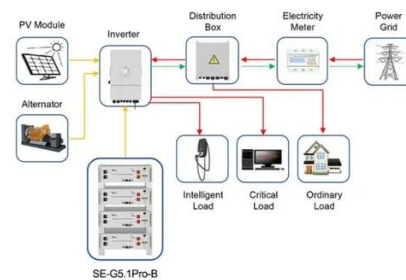 PV Module
Inverter
Distribution
Box
Electricity
Meter
Power
Grid
Alternator
Intelligent
Load
Critical
Load
Ordinary
Load
SE-G5.1Pro-B